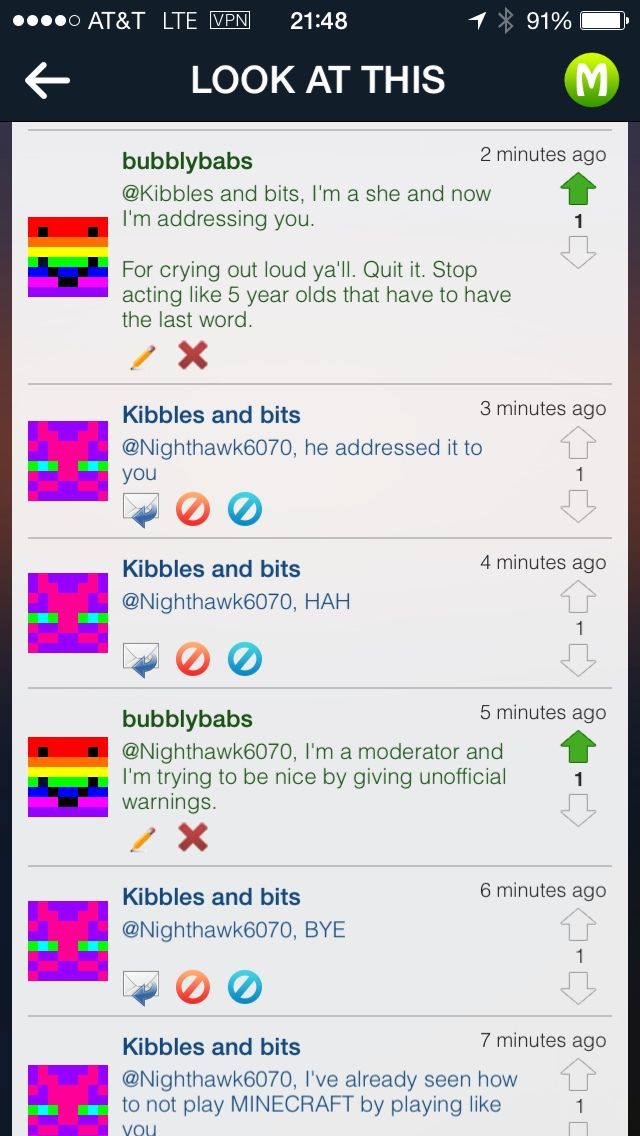 AT&T LTE VPN 21:48 91%
LOOK AT THIS M
bubblybabs 2 minutes ago
@Kibbles and bits, I'm a she and now
I'm addressing you.
1
For crying out loud ya'll. Quit it. Stop
acting like 5 year olds that have to have
the last word.
Kibbles and bits 3 minutes ago
@Nighthawk6070, he addressed it to
you
1
Kibbles and bits 4 minutes ago
@Nighthawk6070, HAH
1
bubblybabs 5 minutes ago
@Nighthawk6070, I'm a moderator and
I'm trying to be nice by giving unofficial
warnings.
1
Kibbles and bits 6 minutes ago
@Nighthawk6070, BYE
1
Kibbles and bits 7 minutes ago
@Nighthawk6070, I've already seen how
to not play MINECRAFT by playing like
you
1